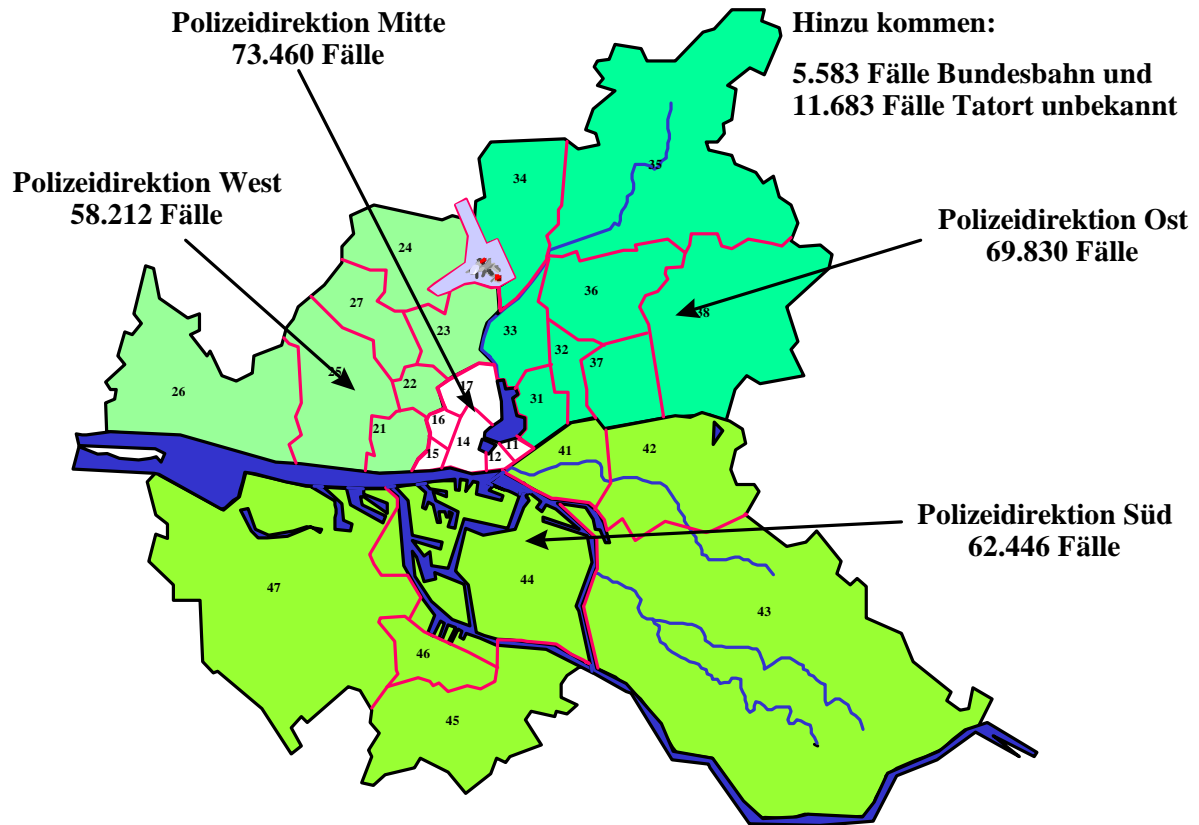 Polizeidirektion Mitte
73.460 Fälle
Hinzu kommen:
5.583 Fälle Bundesbahn und
11.683 Fälle Tatort unbekannt
Polizeidirektion West
58.212 Fälle
Polizeidirektion Ost
69.830 Fälle
Polizeidirektion Süd
62.446 Fälle
35
34
24
36
27
38
33
23
32
37
25
22
17
26
31
16
21
14
11
15
12
41
42
47
44
43
46
45